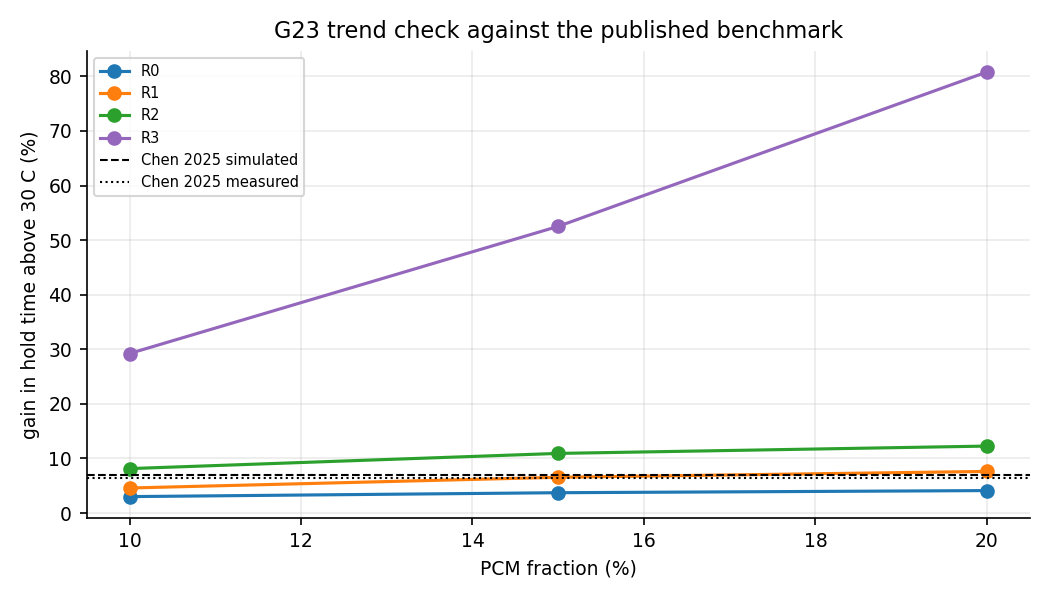 G23 trend check against the published benchmark
R0
R1
R2
R3
Chen 2025 simulated
Chen 2025 measured
gain in hold time above 30 C (%)
80
70
60
50
40
30
20
10
0
10 12 14 16 18 20
PCM fraction (%)